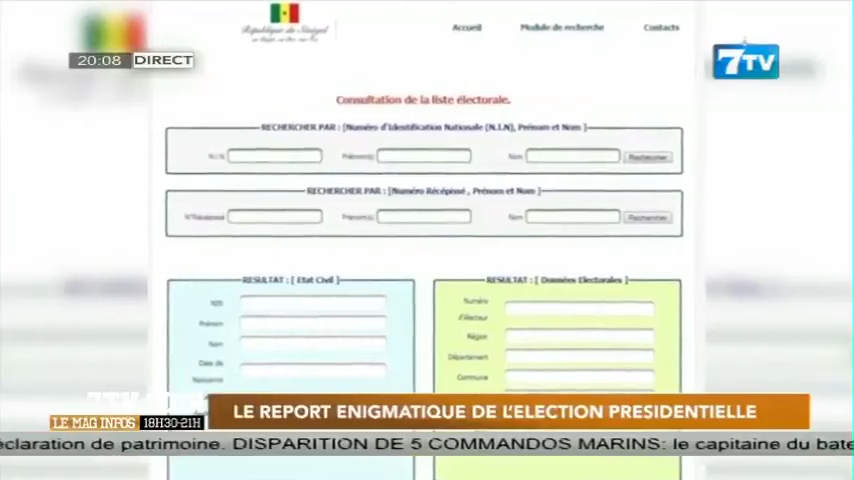 République du Sénégal
Accueil
Module de recherche
Contacts
20:08 DIRECT
7TV
Consultation de la liste électorale.
RECHERCHER PAR : [Numéro d'Identification Nationale (N.I.N), Prénom et Nom ]
N.I.N
Prénom(s)
Nom
Rechercher
RECHERCHER PAR : [Numéro Récépissé , Prénom et Nom ]
N°Récépissé
Prénom(s)
Nom
Rechercher
RESULTAT : [ Etat Civil ]
Prénom
Nom
Date de
Naissance
RESULTAT : [ Données Electorales ]
Numéro
d'électeur
Région
Département
Commune
LE REPORT ENIGMATIQUE DE L'ELECTION PRESIDENTIELLE
LE MAG INFOS 18H30-21H
éclaration de patrimoine. DISPARITION DE 5 COMMANDOS MARINS: le capitaine du bate